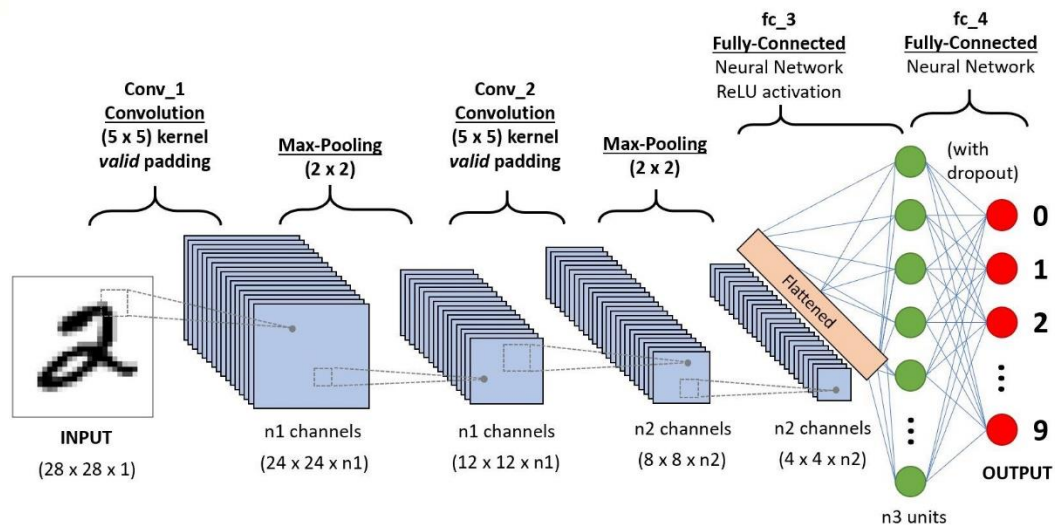 fc_3
Fully-Connected
Neural Network
ReLU activation
fc_4
Fully-Connected
Neural Network
Conv_1
Convolution
(5 x 5) kernel
valid padding
Max-Pooling
(2 x 2)
Conv_2
Convolution
(5 x 5) kernel
valid padding
Max-Pooling
(2 x 2)
(with
dropout)
2
Flattened
0
1
2
...
9
...
INPUT
(28 x 28 x 1)
n1 channels
(24 x 24 x n1)
n1 channels
(12 x 12 x n1)
n2 channels
(8 x 8 x n2)
n2 channels
(4 x 4 x n2)
OUTPUT
n3 units